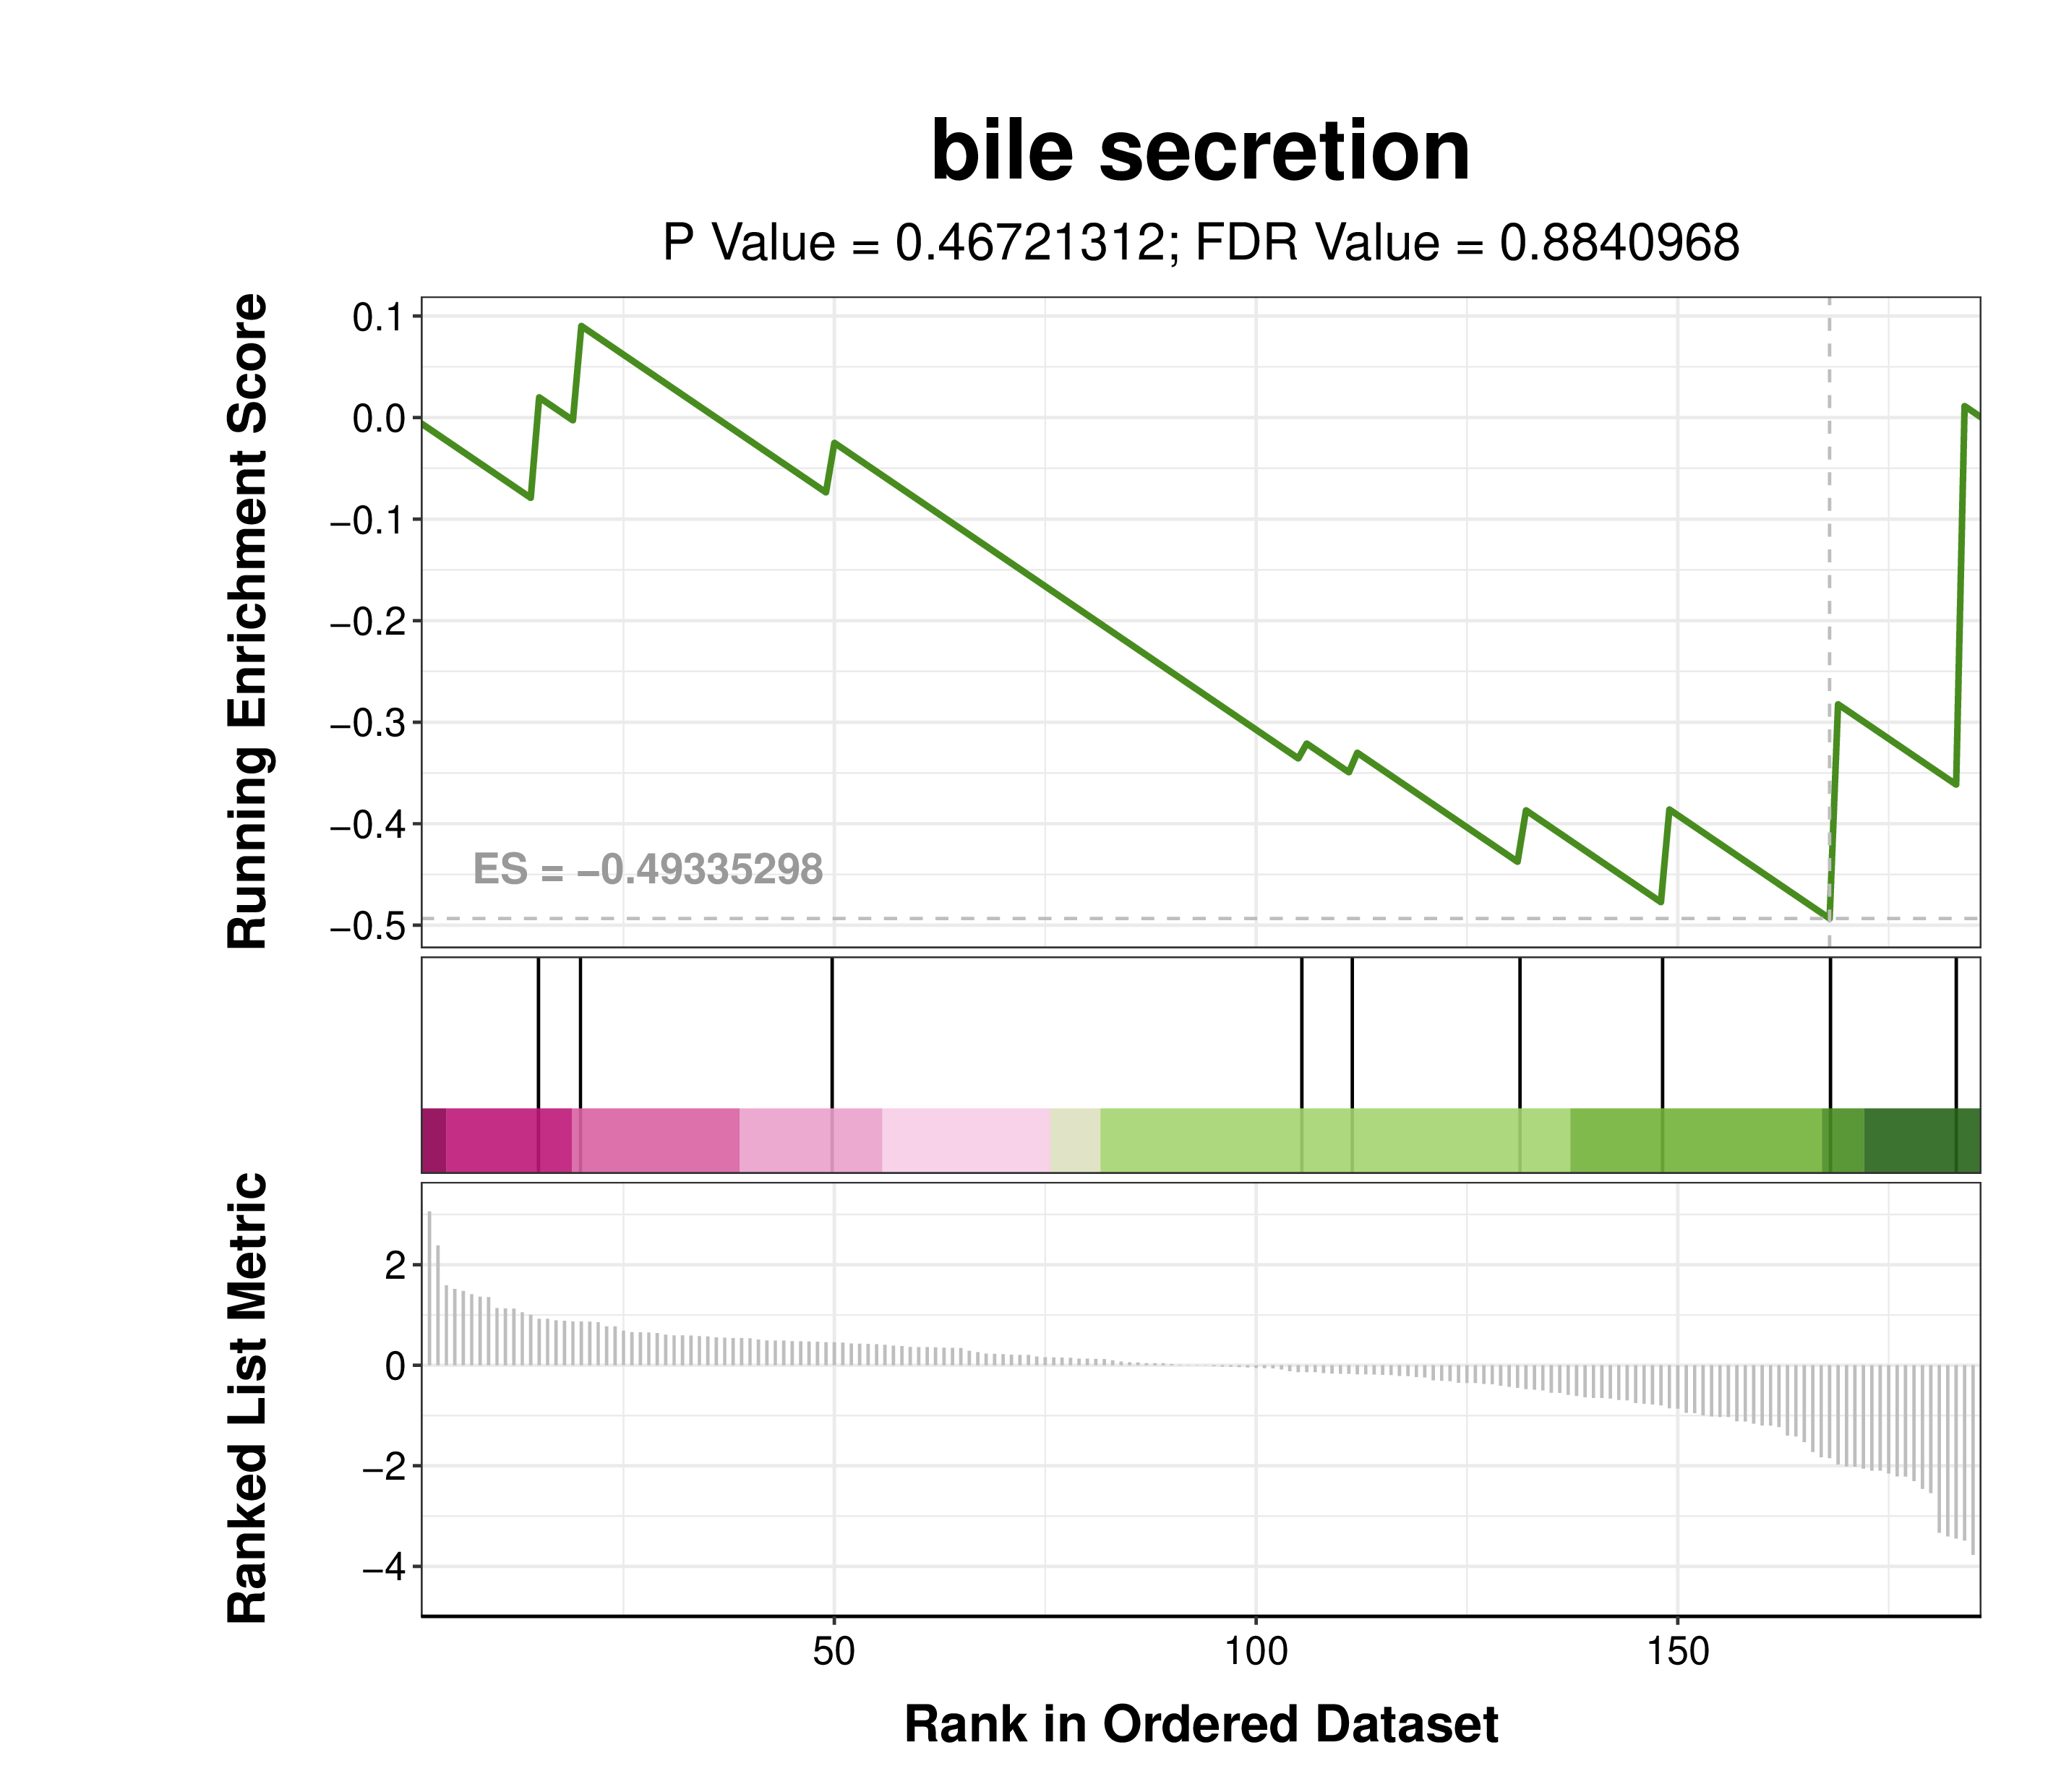 bile secretion
P Value = 0.46721312; FDR Value = 0.8840968
Running Enrichment Score
0.1
0.0
−0.1
−0.2
−0.3
−0.4
−0.5
ES = −0.49335298
Ranked List Metric
2
0
−2
−4
50 100 150
Rank in Ordered Dataset